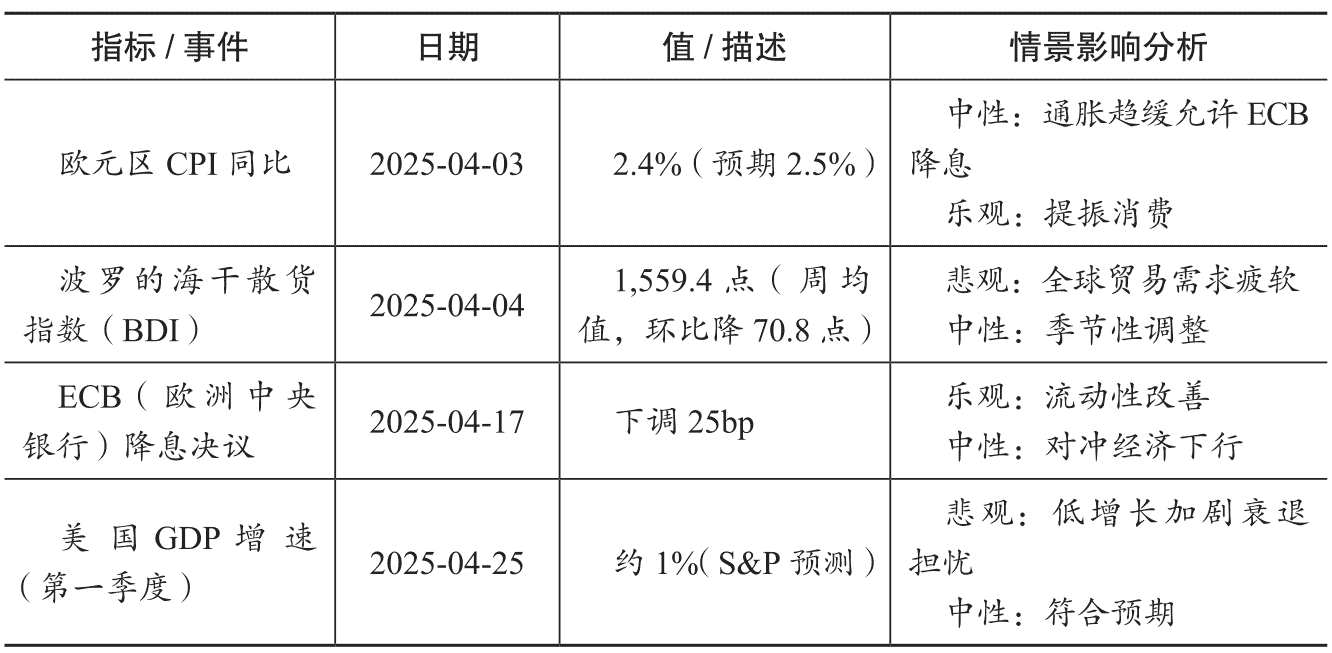 指标 / 事件
日期
值 / 描述
情景影响分析
欧元区 CPI 同比
2025-04-03
2.4%（预期 2.5%）
中性：通胀趋缓允许 ECB
降息
乐观：提振消费
波罗的海干散货
指数（BDI）
2025-04-04
1,559.4 点（周均
值，环比降 70.8 点）
悲观：全球贸易需求疲软
中性：季节性调整
ECB（欧洲中央
银行）降息决议
2025-04-17
下调 25bp
乐观：流动性改善
中性：对冲经济下行
美国 GDP 增速
（第一季度）
2025-04-25
约 1%（S&P 预测）
悲观：低增长加剧衰退
担忧
中性：符合预期